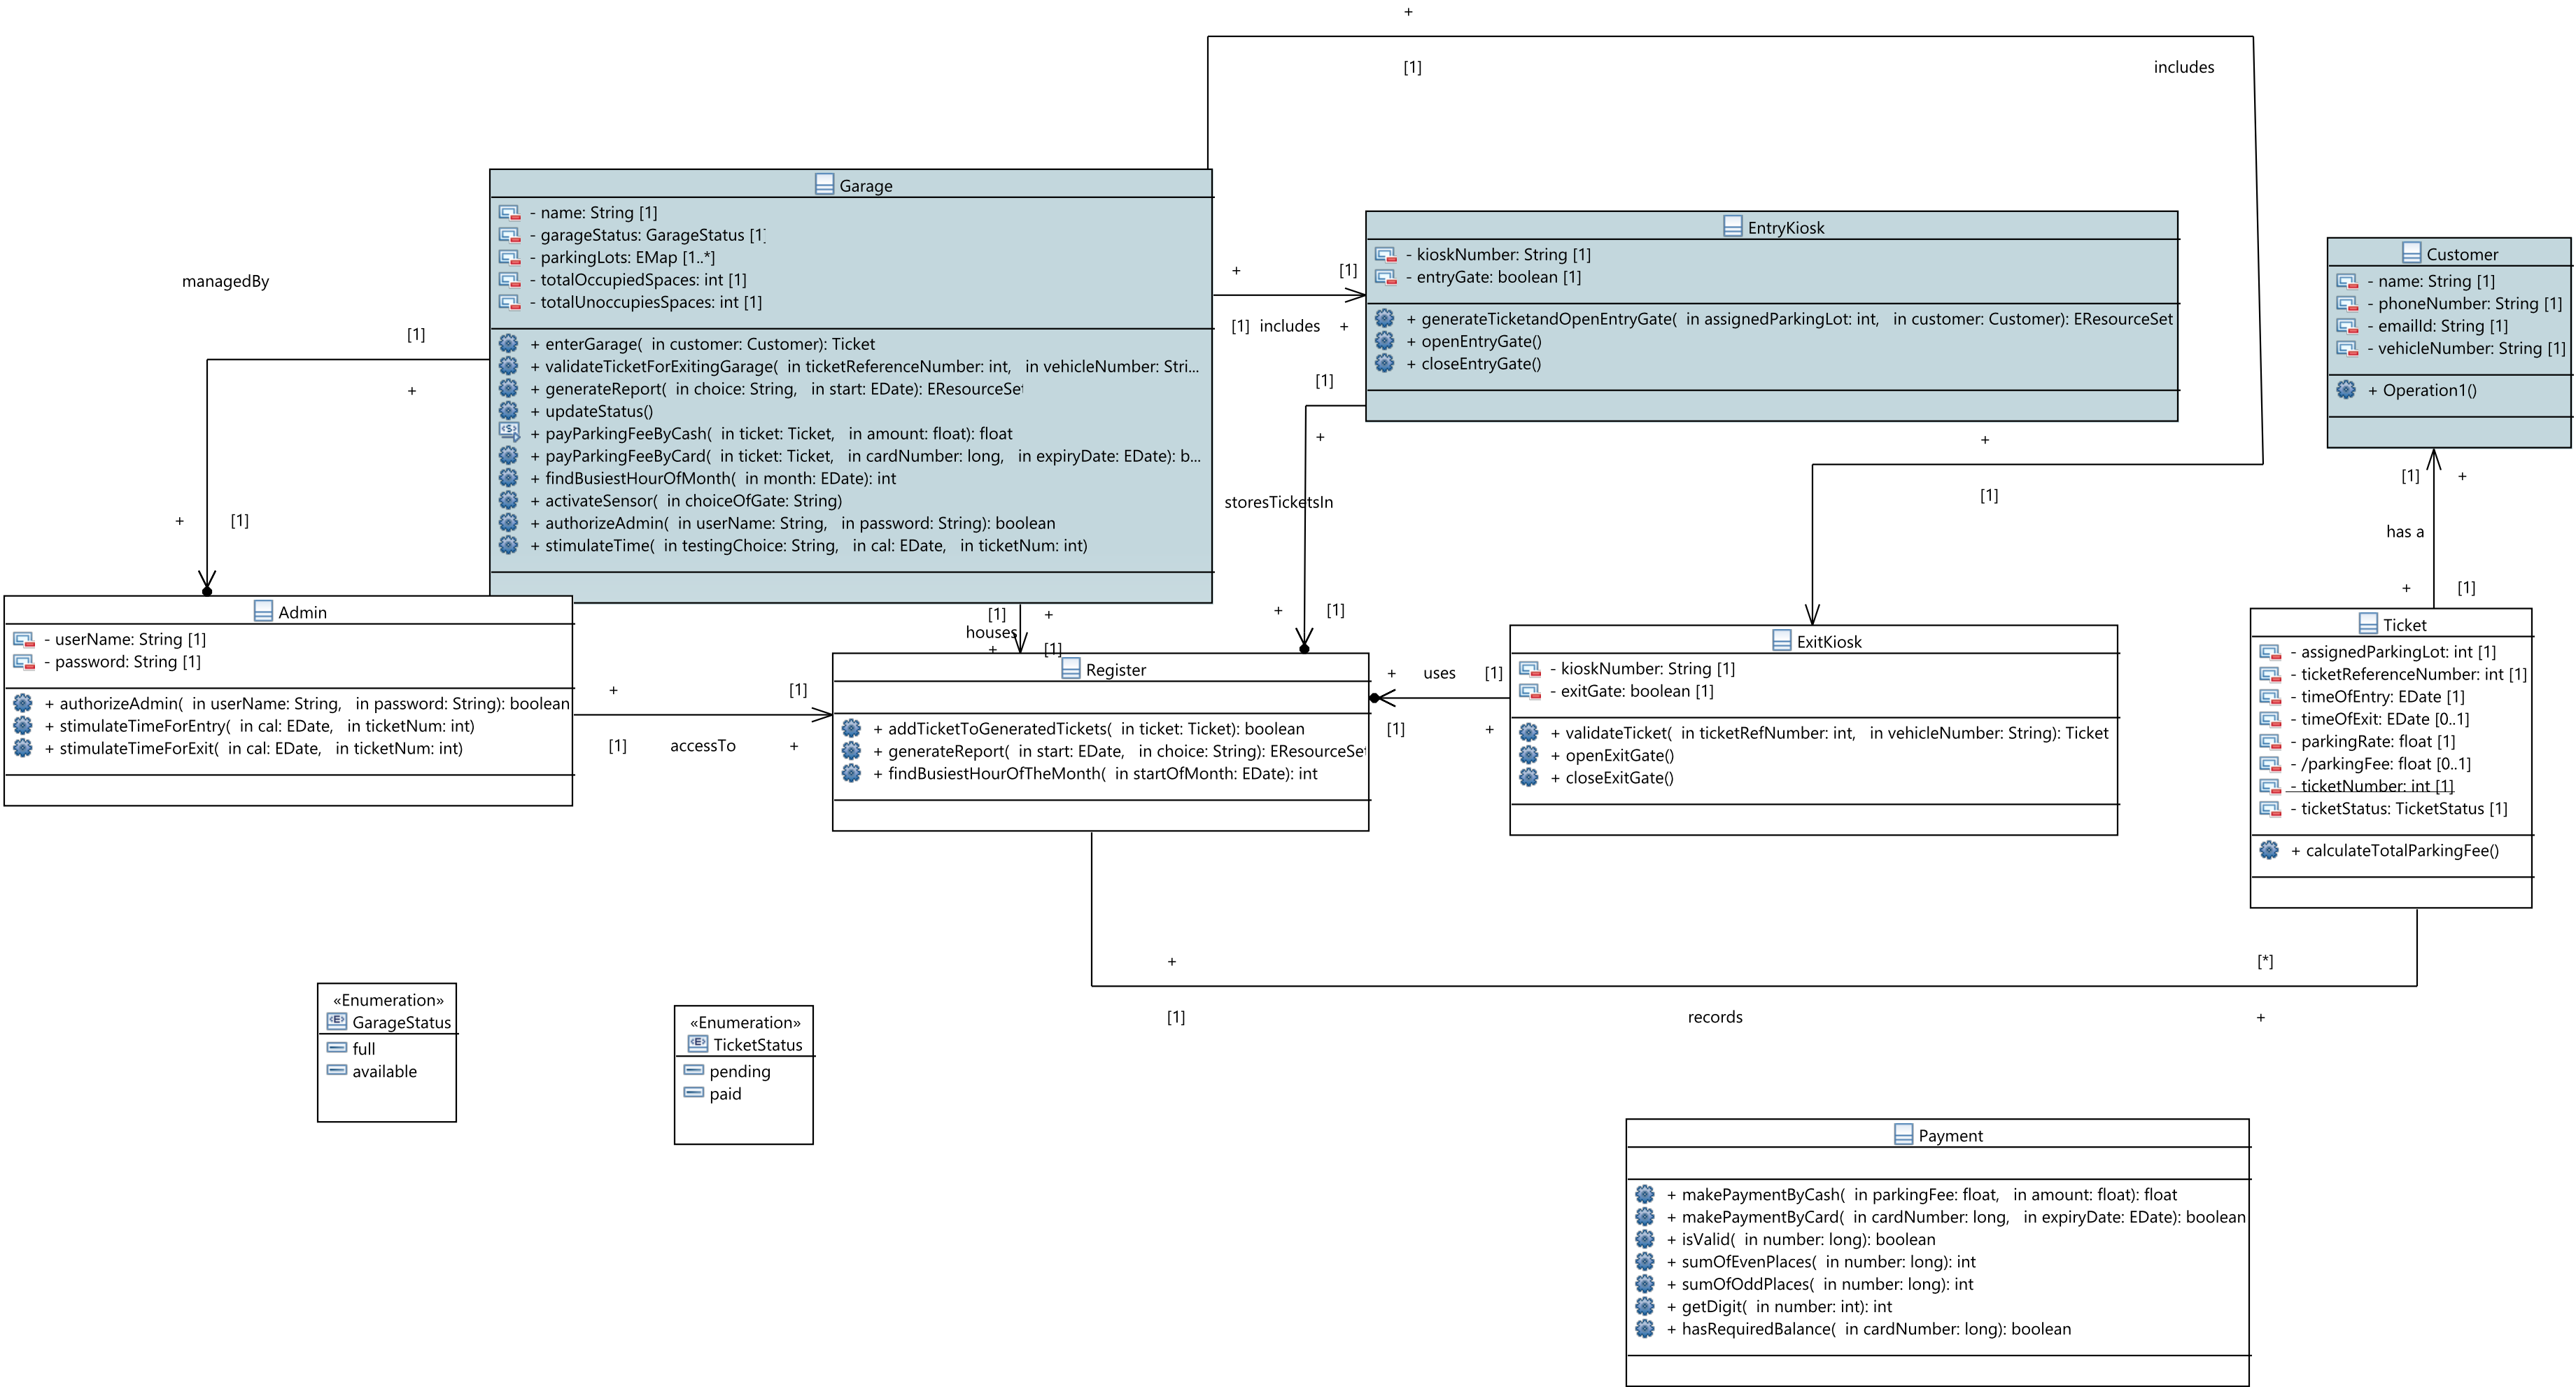 +
[1]
includes
Garage
- name: String [1]
- garageStatus: GarageStatus [1]
- parkingLots: EMap [1..*]
- totalOccupiedSpaces: int [1]
- totalUnoccupiesSpaces: int [1]
+ enterGarage(  in customer: Customer): Ticket
+ validateTicketForExitingGarage(  in ticketReferenceNumber: int,   in vehicleNumber: Stri...
+ generateReport(  in choice: String,   in start: EDate): EResourceSet
+ updateStatus()
+ payParkingFeeByCash(  in ticket: Ticket,   in amount: float): float
+ payParkingFeeByCard(  in ticket: Ticket,   in cardNumber: long,   in expiryDate: EDate): b...
+ findBusiestHourOfMonth(  in month: EDate): int
+ activateSensor(  in choiceOfGate: String)
+ authorizeAdmin(  in userName: String,   in password: String): boolean
+ stimulateTime(  in testingChoice: String,   in cal: EDate,   in ticketNum: int)
managedBy
[1]
+
+ [1]
+ [1]
[1] includes +
EntryKiosk
- kioskNumber: String [1]
- entryGate: boolean [1]
+ generateTicketandOpenEntryGate(  in assignedParkingLot: int,   in customer: Customer): EResourceSet
+ openEntryGate()
+ closeEntryGate()
[1]
+
storesTicketsIn
+ [1]
+
[1]
Customer
- name: String [1]
- phoneNumber: String [1]
- emailId: String [1]
- vehicleNumber: String [1]
+ Operation1()
[1] +
has a
+ [1]
Admin
- userName: String [1]
- password: String [1]
+ authorizeAdmin(  in userName: String,   in password: String): boolean
+ stimulateTimeForEntry(  in cal: EDate,   in ticketNum: int)
+ stimulateTimeForExit(  in cal: EDate,   in ticketNum: int)
+ [1]
[1] accessTo +
[1] +
houses
+ [1]
Register
+ addTicketToGeneratedTickets(  in ticket: Ticket): boolean
+ generateReport(  in start: EDate,   in choice: String): EResourceSet
+ findBusiestHourOfTheMonth(  in startOfMonth: EDate): int
+ uses [1]
[1] +
ExitKiosk
- kioskNumber: String [1]
- exitGate: boolean [1]
+ validateTicket(  in ticketRefNumber: int,   in vehicleNumber: String): Ticket
+ openExitGate()
+ closeExitGate()
Ticket
- assignedParkingLot: int [1]
- ticketReferenceNumber: int [1]
- timeOfEntry: EDate [1]
- timeOfExit: EDate [0..1]
- parkingRate: float [1]
- /parkingFee: float [0..1]
- ticketNumber: int [1]
- ticketStatus: TicketStatus [1]
+ calculateTotalParkingFee()
+ [*]
[1] records +
«Enumeration»
GarageStatus
full
available
«Enumeration»
TicketStatus
pending
paid
Payment
+ makePaymentByCash(  in parkingFee: float,   in amount: float): float
+ makePaymentByCard(  in cardNumber: long,   in expiryDate: EDate): boolean
+ isValid(  in number: long): boolean
+ sumOfEvenPlaces(  in number: long): int
+ sumOfOddPlaces(  in number: long): int
+ getDigit(  in number: int): int
+ hasRequiredBalance(  in cardNumber: long): boolean